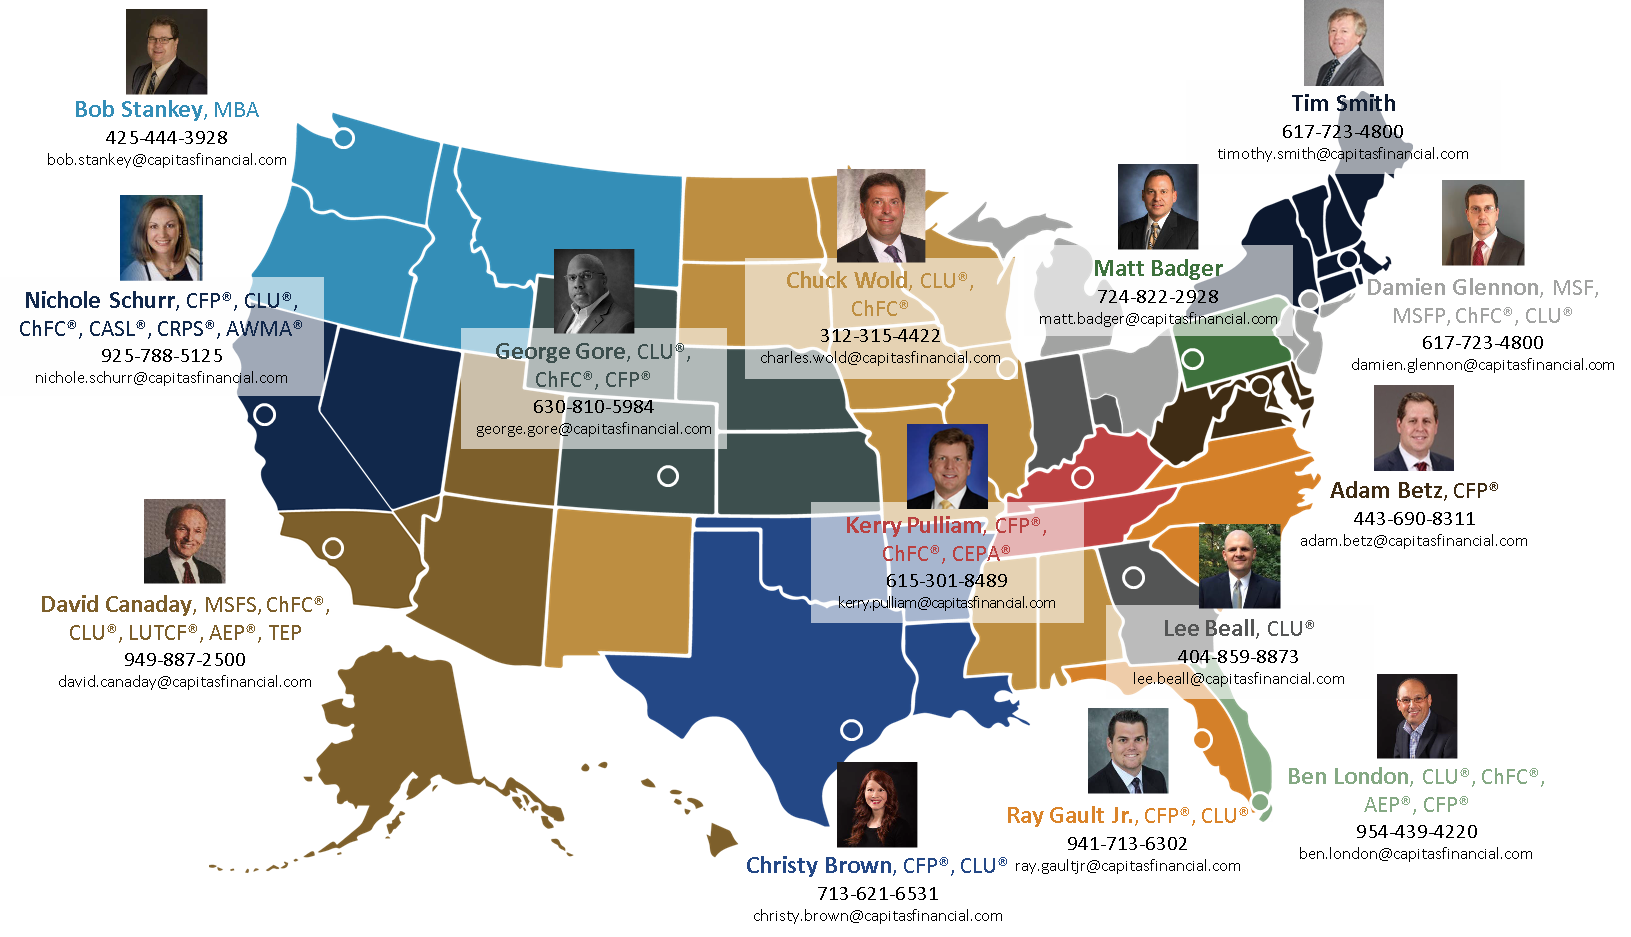 Bob Stankey, MBA
425-444-3928
bob.stankey@capitasfinancial.com
Tim Smith
617-723-4800
timothy.smith@capitasfinancial.com
Nichole Schurr, CFP®, CLU®,
ChFC®, CASL®, CRPS®, AWMA®
925-788-5125
nichole.schurr@capitasfinancial.com
George Gore, CLU®,
ChFC®, CFP®
630-810-5984
george.gore@capitasfinancial.com
Chuck Wold, CLU®,
ChFC®
312-315-4422
charles.wold@capitasfinancial.com
Matt Badger
724-822-2928
matt.badger@capitasfinancial.com
Damien Glennon, MSF,
MSFP, ChFC®, CLU®
617-723-4800
damien.glennon@capitasfinancial.com
Adam Betz, CFP®
443-690-8311
adam.betz@capitasfinancial.com
Kerry Pulliam, CFP®,
ChFC®, CEPA®
615-301-8489
kerry.pulliam@capitasfinancial.com
David Canaday, MSFS, ChFC®,
CLU®, LUTCF®, AEP®, TEP
949-887-2500
david.canaday@capitasfinancial.com
Lee Beall, CLU®
404-859-8873
lee.beall@capitasfinancial.com
Ben London, CLU®, ChFC®,
AEP®, CFP®
954-439-4220
ben.london@capitasfinancial.com
Ray Gault Jr., CFP®, CLU®
941-713-6302
ray.gaultjr@capitasfinancial.com
Christy Brown, CFP®, CLU®
713-621-6531
christy.brown@capitasfinancial.com